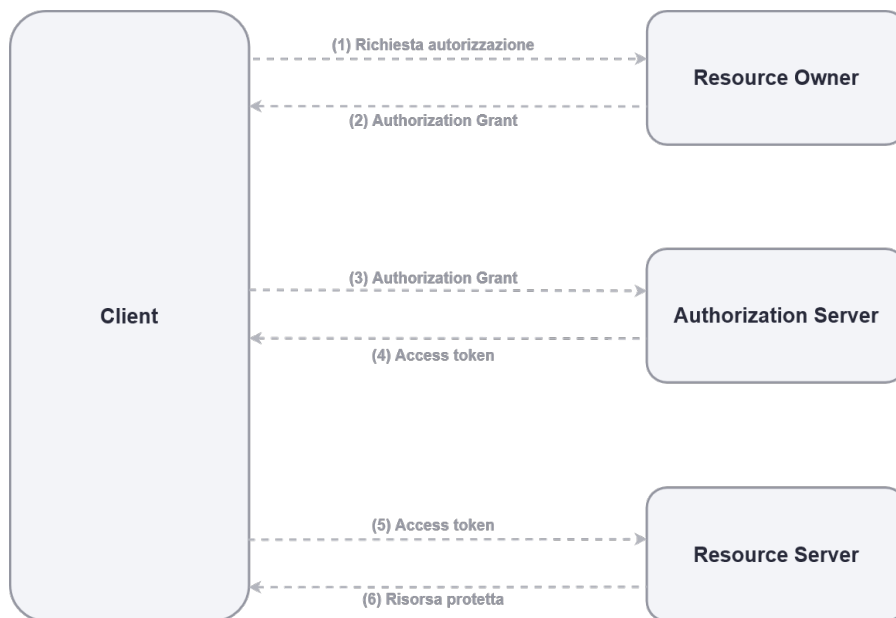 (1) Richiesta autorizzazione
Resource Owner
(2) Authorization Grant
(3) Authorization Grant
Client
Authorization Server
(4) Access token
(5) Access token
Resource Server
(6) Risorsa protetta